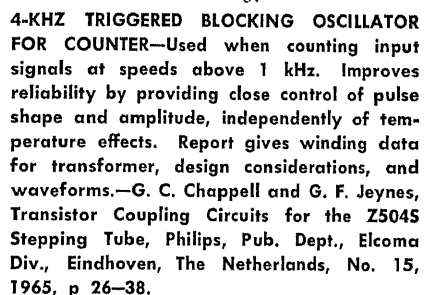 4-KHZ TRIGGERED BLOCKING OSCILLATOR
FOR COUNTER—Used when counting input
signals at speeds above 1 kHz. Improves
reliability by providing close control of pulse
shape and amplitude, independently of tem-
perature effects. Report gives winding data
for transformer, design considerations, and
waveforms.—G. C. Chappell and G. F. Jeynes,
Transistor Coupling Circuits for the Z504S
Stepping Tube, Philips, Pub. Dept., Elcoma
Div., Eindhoven, The Netherlands, No. 15,
1965, p 26–38.